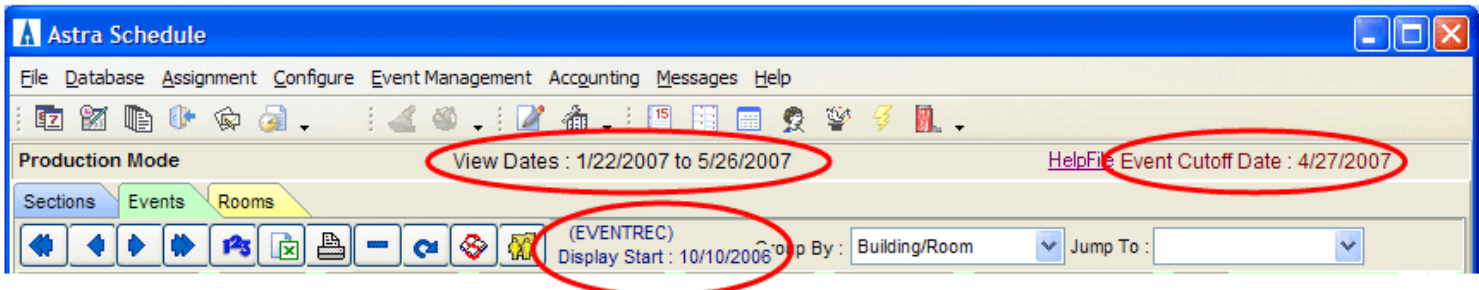 Astra Schedule
File Database Assignment Configure Event Management Accounting Messages Help
Production Mode View Dates : 1/22/2007 to 5/26/2007 HelpFile Event Cutoff Date : 4/27/2007
Sections Events Rooms
(EVENTREC)
Display Start : 10/10/2006 By : Building/Room Jump To :